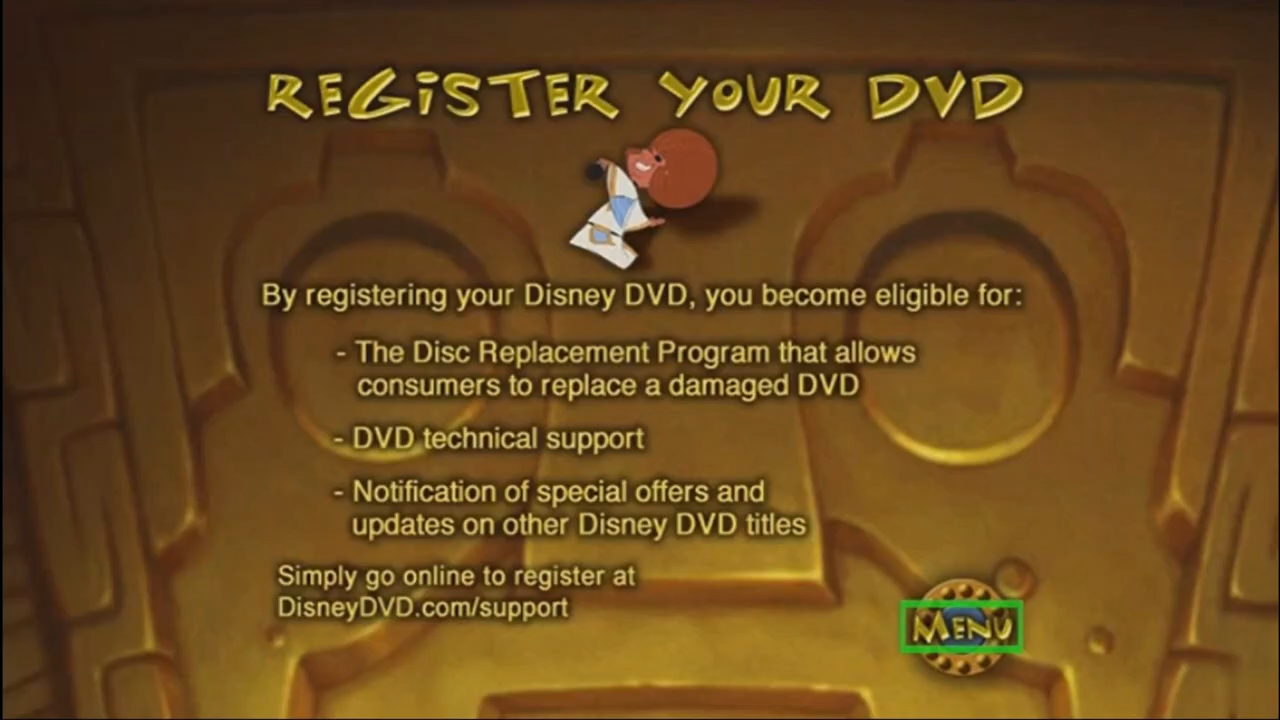 REGiSTER YOUR DVD
By registering your Disney DVD, you become eligible for:
- The Disc Replacement Program that allows
consumers to replace a damaged DVD
- DVD technical support
- Notification of special offers and
updates on other Disney DVD titles
Simply go online to register at
DisneyDVD.com/support
MENU